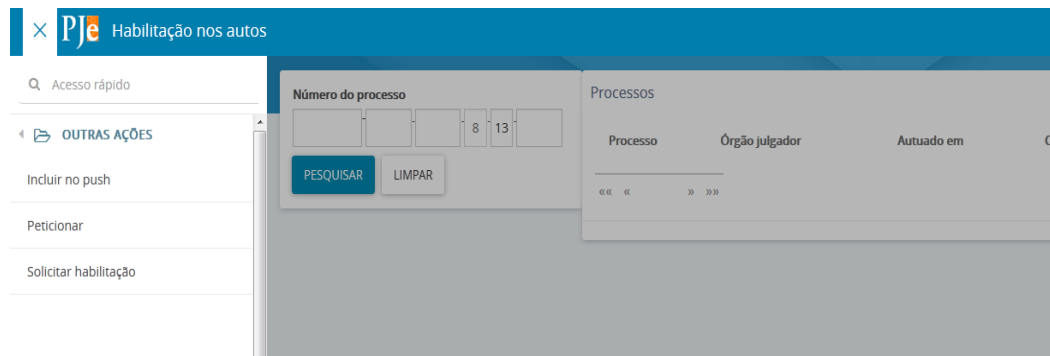 × PJe Habilitação nos autos
Acesso rápido
OUTRAS AÇÕES
Incluir no push
Peticionar
Solicitar habilitação
Número do processo
- - 8 13
PESQUISAR LIMPAR
Processos
Processo Órgão julgador Autuado em
«« « » »»